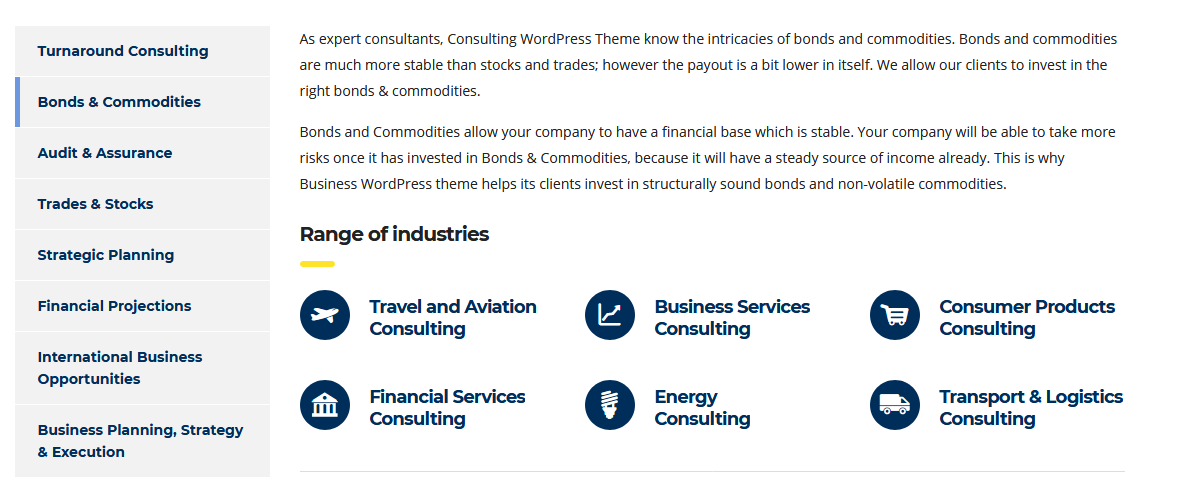 Turnaround Consulting
Bonds & Commodities
Audit & Assurance
Trades & Stocks
Strategic Planning
Financial Projections
International Business
Opportunities
Business Planning, Strategy
& Execution
As expert consultants, Consulting WordPress Theme know the intricacies of bonds and commodities. Bonds and commodities
are much more stable than stocks and trades; however the payout is a bit lower in itself. We allow our clients to invest in the
right bonds & commodities.
Bonds and Commodities allow your company to have a financial base which is stable. Your company will be able to take more
risks once it has invested in Bonds & Commodities, because it will have a steady source of income already. This is why
Business WordPress theme helps its clients invest in structurally sound bonds and non-volatile commodities.
Range of industries
Travel and Aviation
Consulting
Business Services
Consulting
Consumer Products
Consulting
Financial Services
Consulting
Energy
Consulting
Transport & Logistics
Consulting